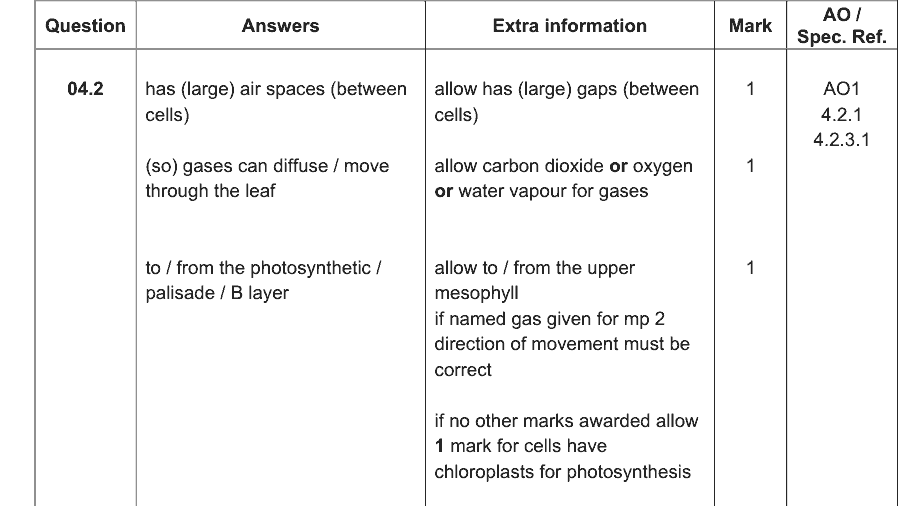 Question Answers Extra information Mark AO /
Spec. Ref.
04.2 has (large) air spaces (between allow has (large) gaps (between 1 AO1
cells) cells) 4.2.1
4.2.3.1
(so) gases can diffuse / move allow carbon dioxide or oxygen 1
through the leaf or water vapour for gases
to / from the photosynthetic / allow to / from the upper 1
palisade / B layer mesophyll
if named gas given for mp 2
direction of movement must be
correct
if no other marks awarded allow
1 mark for cells have
chloroplasts for photosynthesis